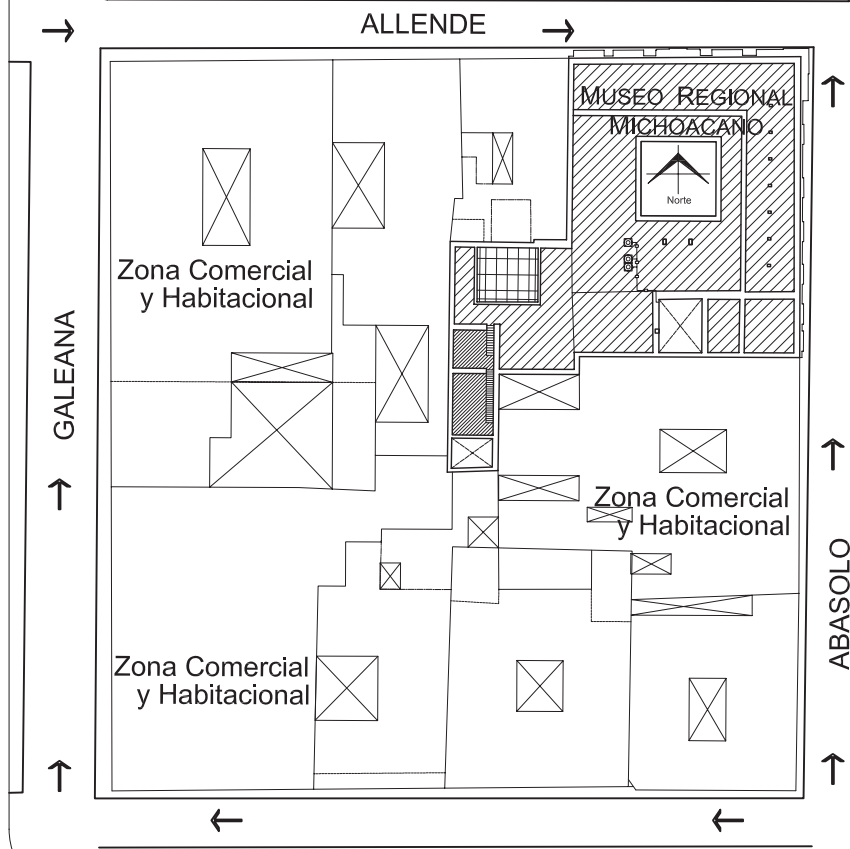 ALLENDE
MUSEO REGIONAL
MICHOACANO
Norte
Zona Comercial
y Habitacional
GALEANA
Zona Comercial
y Habitacional
ABASOLO
Zona Comercial
y Habitacional